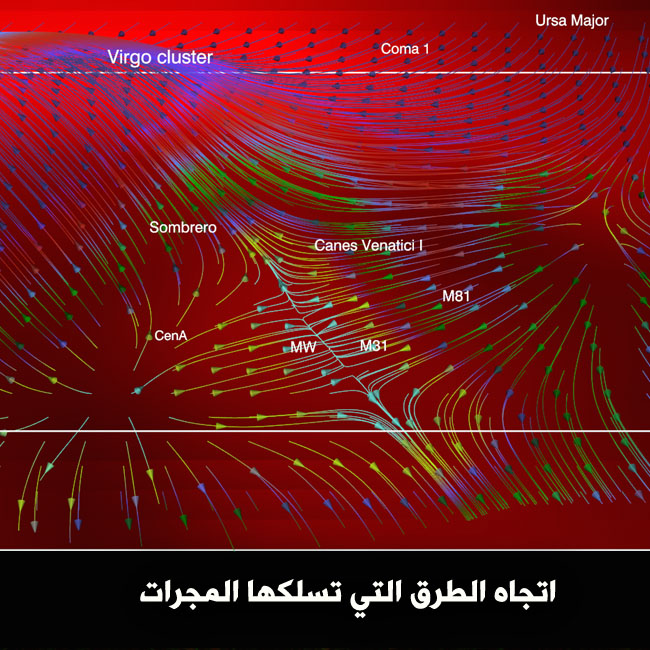 Ursa Major
Coma 1
Virgo cluster
Sombrero
Canes Venatici I
M81
CenA
MW
M31
اتجاه الطرق التي تسلكها المجرات